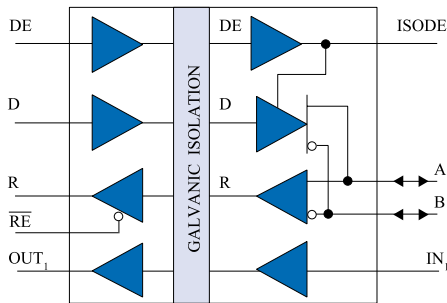 DE
DE
ISODE
D
D
A
R
R
B
RE
OUT1
IN1
GALVANIC ISOLATION